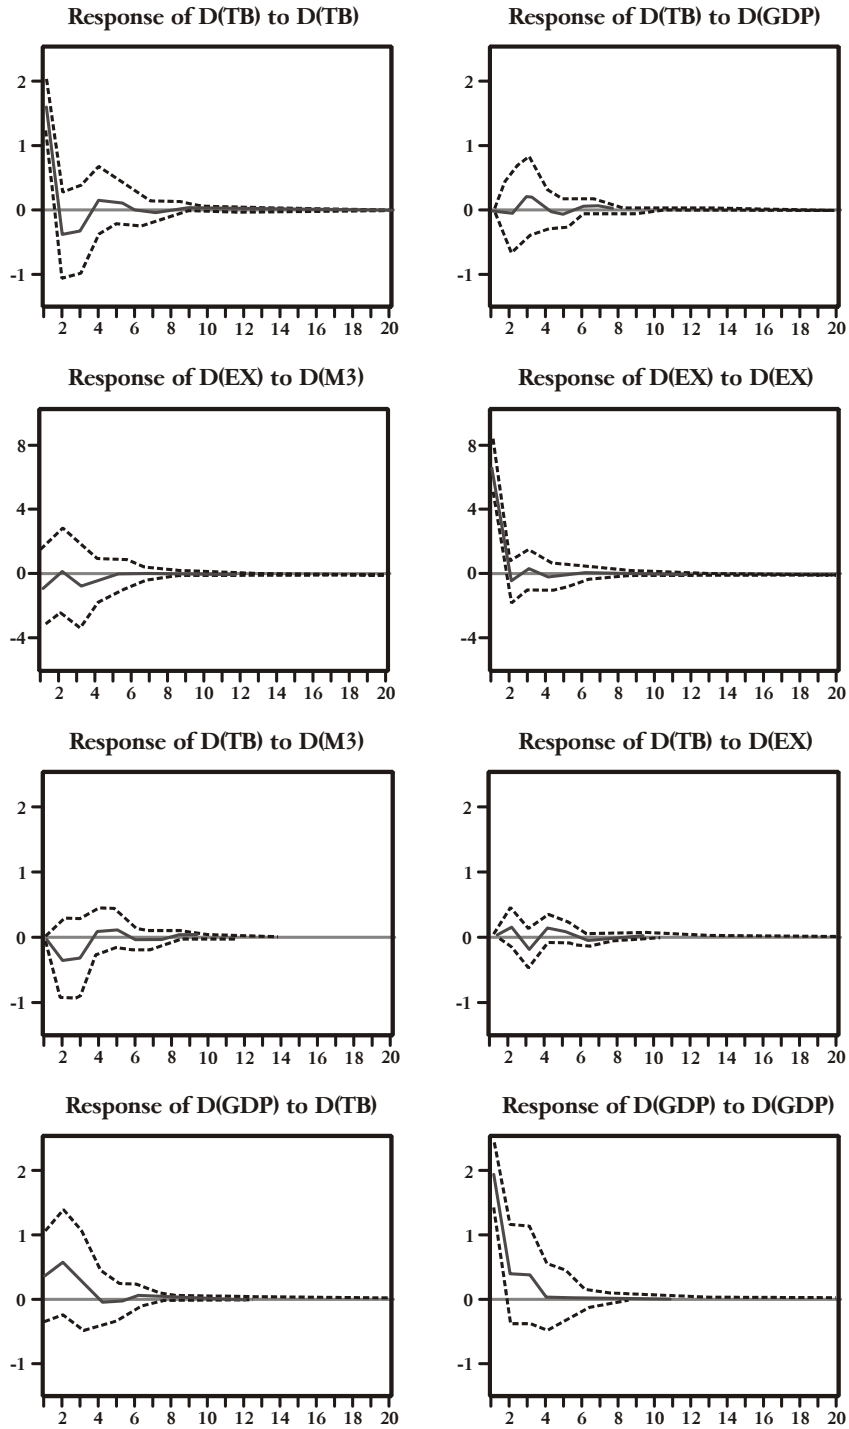 Response of D(TB) to D(TB)
2
1
0
-1
2 4 6 8 10 12 14 16 18 20
Response of D(TB) to D(GDP)
2
1
0
-1
2 4 6 8 10 12 14 16 18 20
Response of D(EX) to D(M3)
8
4
0
-4
2 4 6 8 10 12 14 16 18 20
Response of D(EX) to D(EX)
8
4
0
-4
2 4 6 8 10 12 14 16 18 20
Response of D(TB) to D(M3)
2
1
0
-1
2 4 6 8 10 12 14 16 18 20
Response of D(TB) to D(EX)
2
1
0
-1
2 4 6 8 10 12 14 16 18 20
Response of D(GDP) to D(TB)
2
1
0
-1
2 4 6 8 10 12 14 16 18 20
Response of D(GDP) to D(GDP)
2
1
0
-1
2 4 6 8 10 12 14 16 18 20